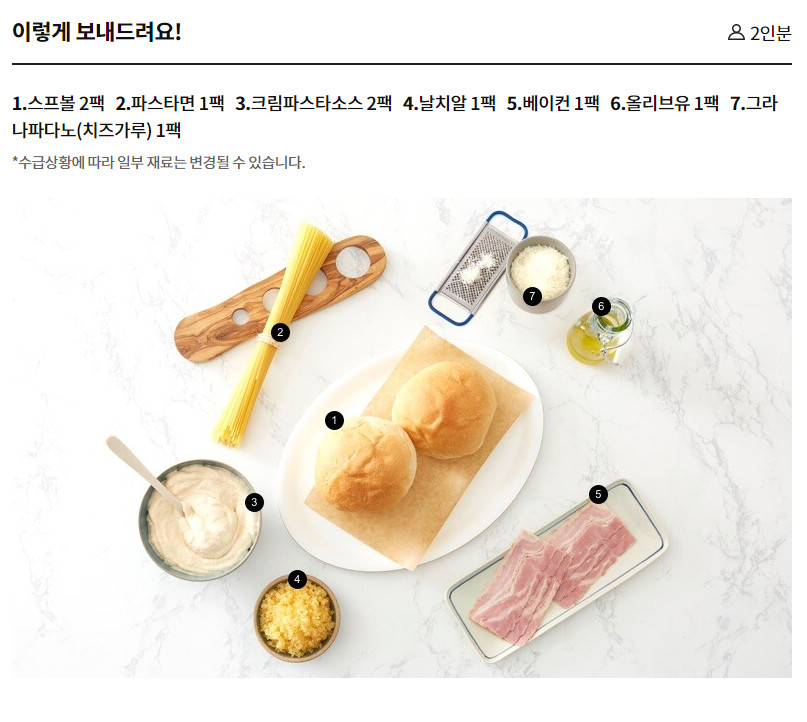 이렇게 보내드려요!
2인분
1.스프볼 2팩 2.파스타면 1팩 3.크림파스타소스 2팩 4.날치알 1팩 5.베이컨 1팩 6.올리브유 1팩 7.그라
나파다노(치즈가루) 1팩
*수급상황에 따라 일부 재료는 변경될 수 있습니다.
7
6
2
1
5
3
4